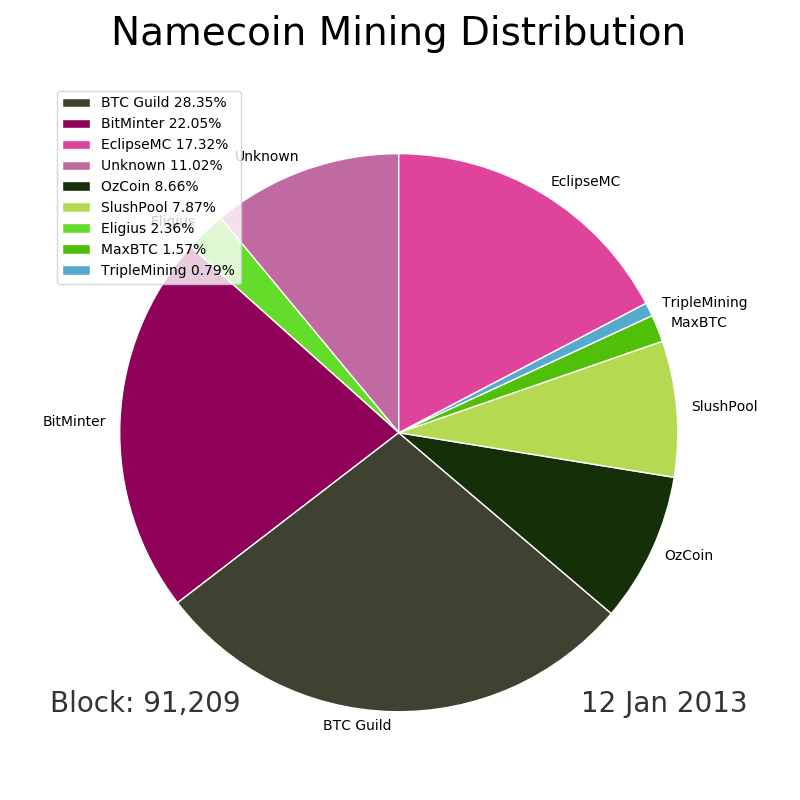 Namecoin Mining Distribution
BTC Guild 28.35%
BitMinter 22.05%
EclipseMC 17.32%
Unknown 11.02%
OzCoin 8.66%
SlushPool 7.87%
Eligius 2.36%
MaxBTC 1.57%
TripleMining 0.79%
Unknown
EclipseMC
Eligius
TripleMining
MaxBTC
SlushPool
BitMinter
OzCoin
BTC Guild
Block: 91,209
12 Jan 2013